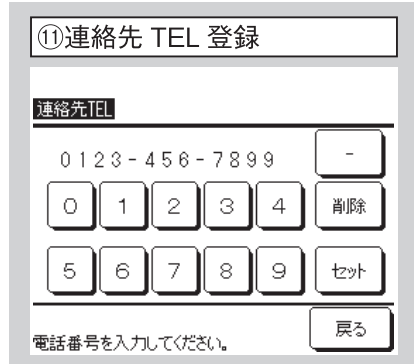 ⑪連絡先 TEL 登録
連絡先TEL
0123-456-7899 -
0 1 2 3 4 削除
5 6 7 8 9 セット
電話番号を入力してください。 戻る